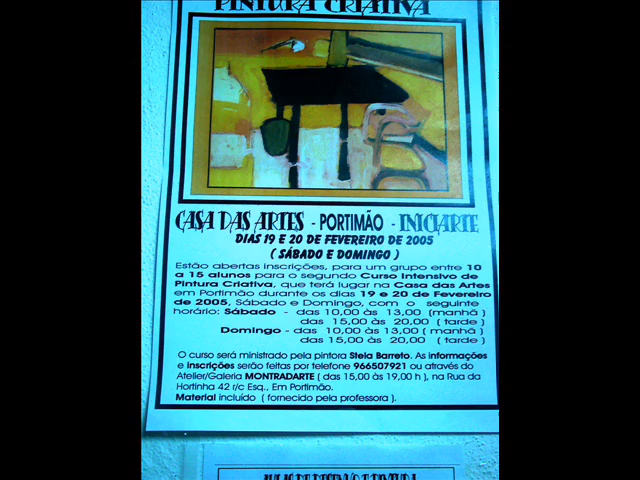 PINTURA CRIATIVA
CASA DAS ARTES - PORTIMÃO - INICIARTE
DIAS 19 E 20 DE FEVEREIRO DE 2005
( SÁBADO E DOMINGO )
Estão abertas inscrições, para um grupo entre 10
a 15 alunos para o segundo Curso Intensivo de
Pintura Criativa, que terá lugar na Casa das Artes
em Portimão durante os dias 19 e 20 de Fevereiro
de 2005, Sábado e Domingo, com o seguinte
horário: Sábado - das 10,00 às 13,00 (manhã )
das 15,00 às 20,00 ( tarde )
Domingo - das 10,00 às 13,00 ( manhã )
das 15,00 às 20,00 ( tarde )
O curso será ministrado pela pintora Stela Barreto. As informações
e inscrições serão feitas por telefone 966507921 ou através do
Atelier/Galeria MONTRADARTE ( das 15,00 às 19,00 h ), na Rua da
Hortinha 42 r/c Esq., Em Portimão.
Material incluído ( fornecido pela professora ).
AULAS DE DESENHO E PINTURA